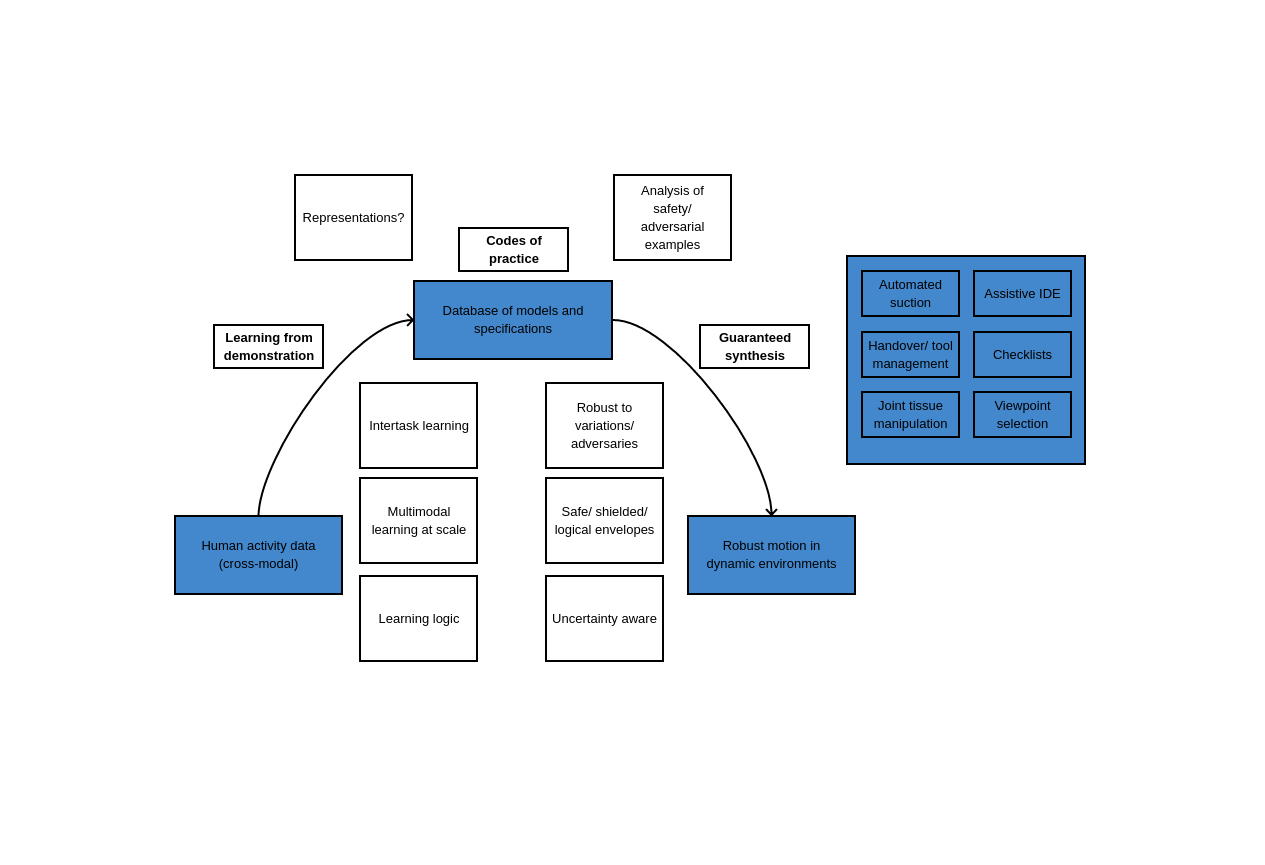 Representations?
Analysis of
safety/
adversarial
examples
Codes of
practice
Database of models and
specifications
Learning from
demonstration
Guaranteed
synthesis
Intertask learning
Robust to
variations/
adversaries
Multimodal
learning at scale
Safe/ shielded/
logical envelopes
Human activity data
(cross-modal)
Robust motion in
dynamic environments
Learning logic
Uncertainty aware
Automated
suction
Assistive IDE
Handover/ tool
management
Checklists
Joint tissue
manipulation
Viewpoint
selection